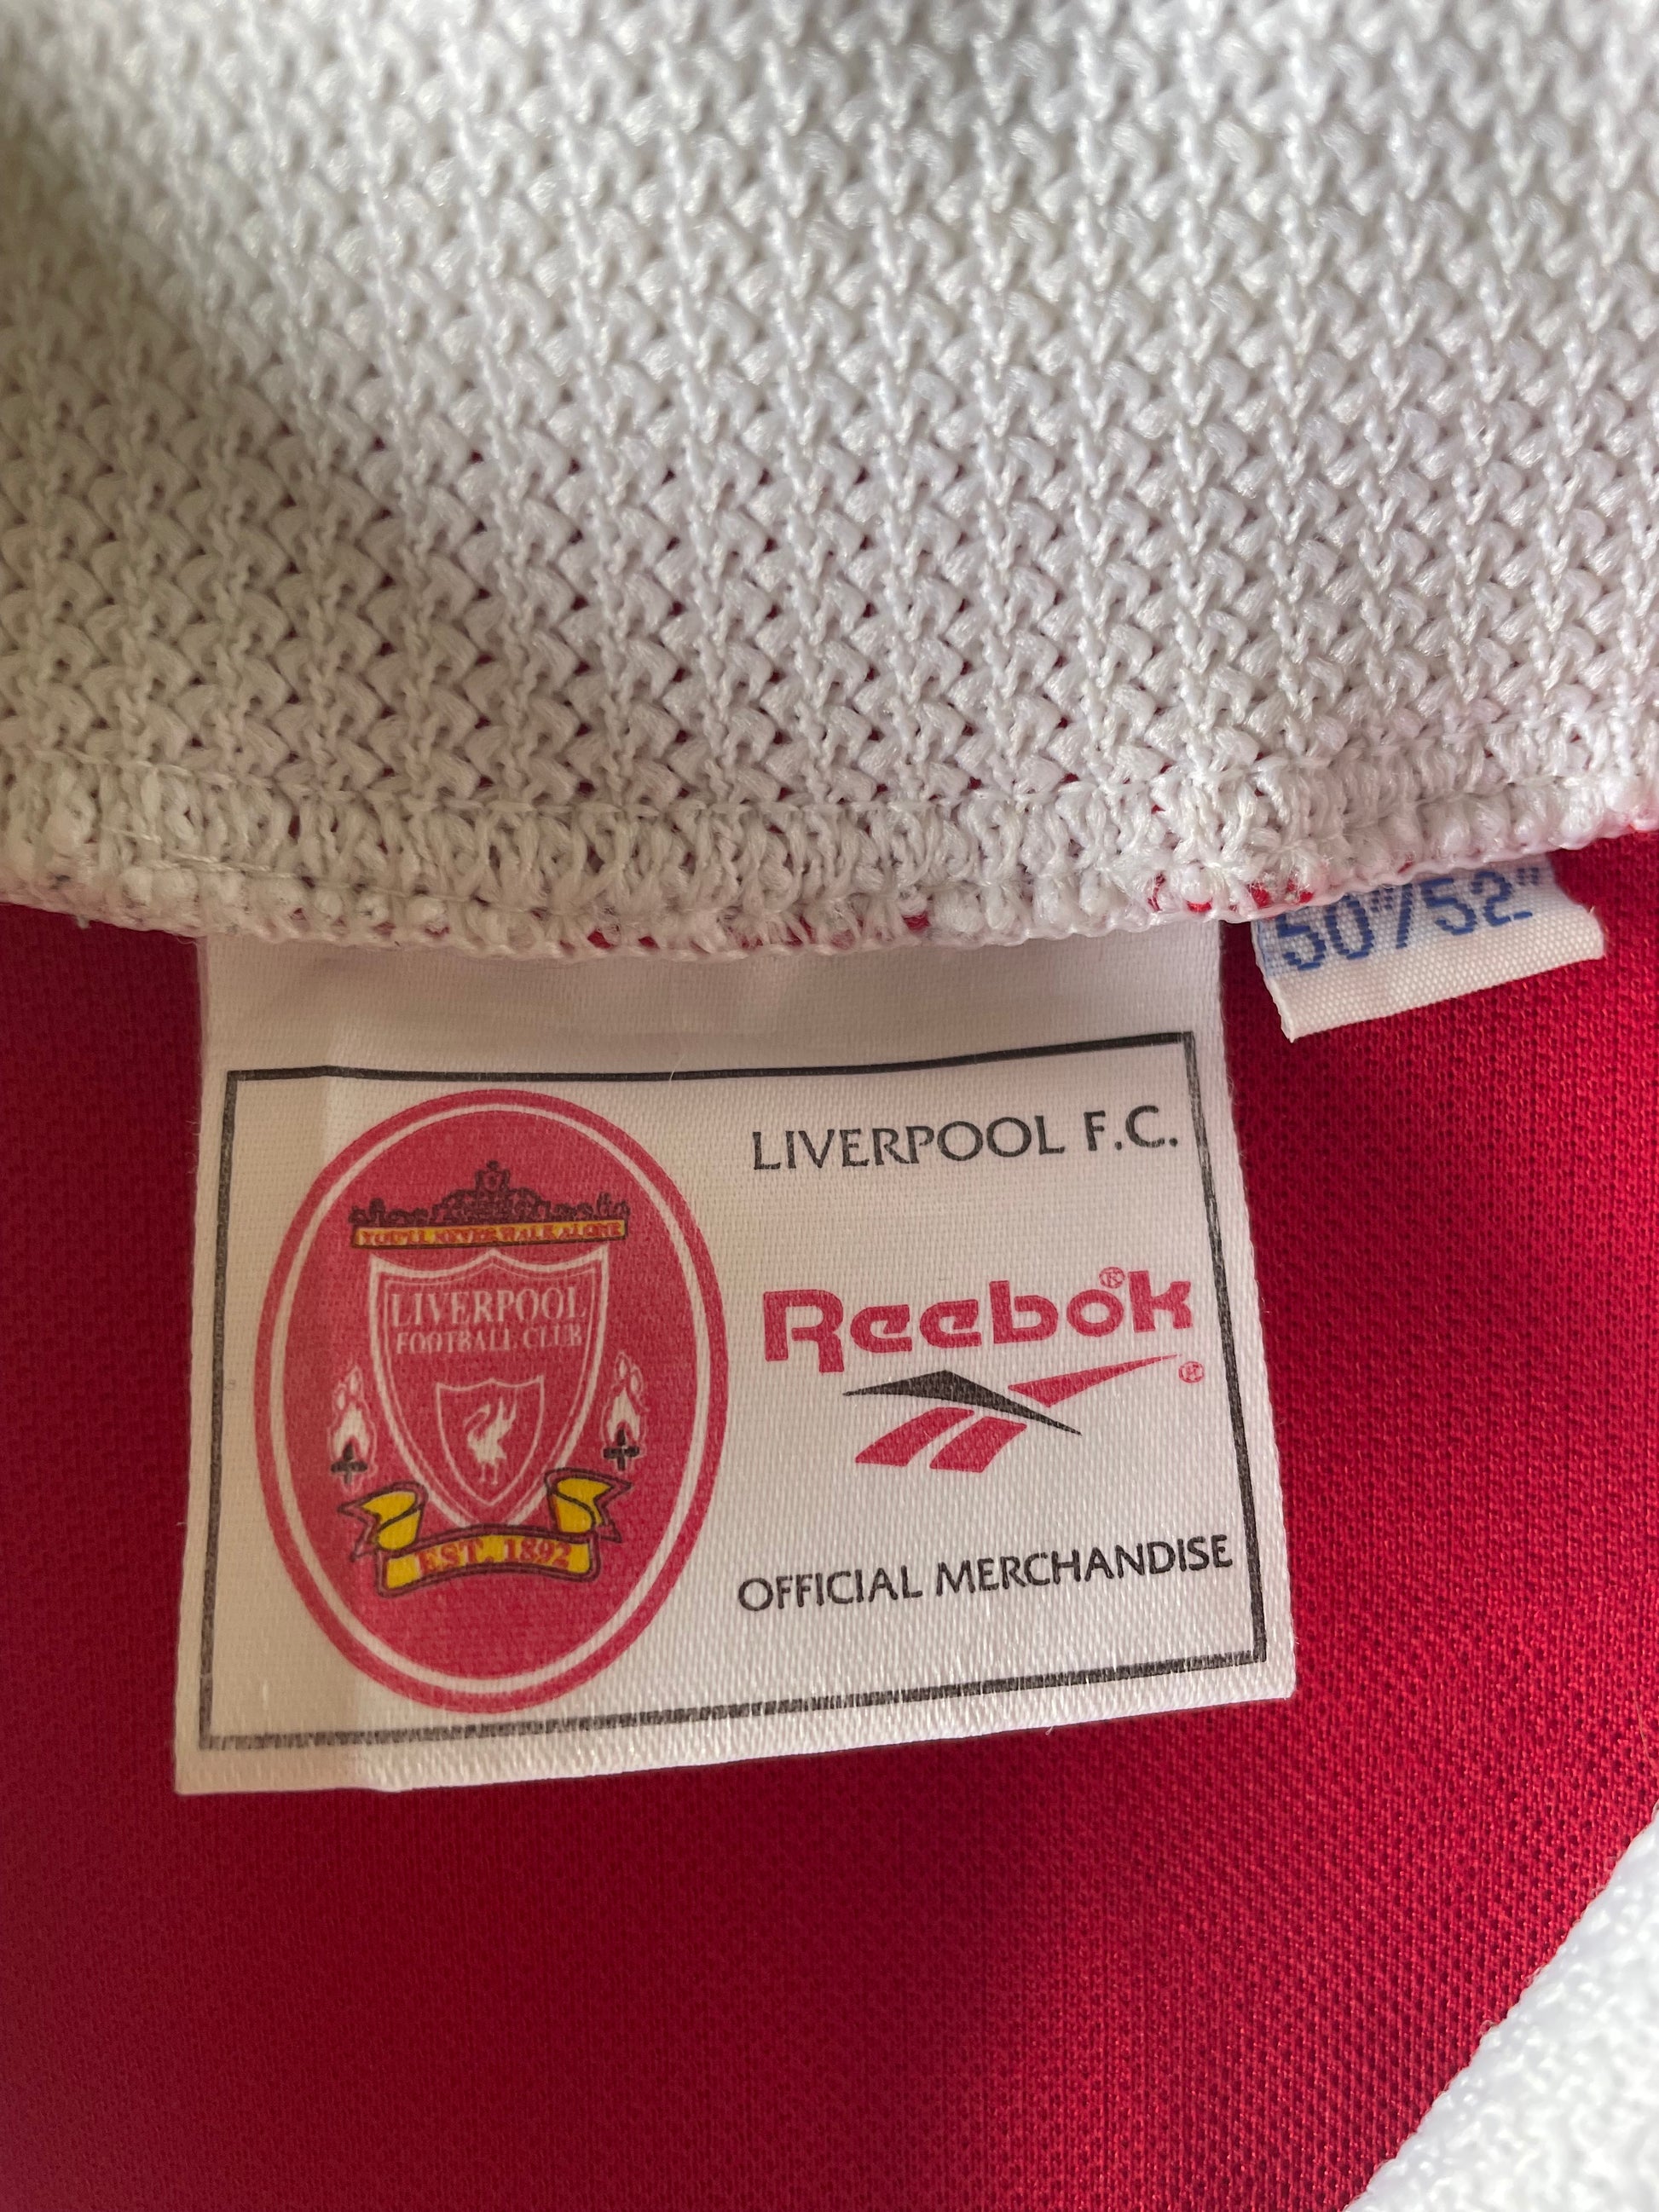 50"/52"
LIVERPOOL F.C.
YOU'LL NEVER WALK ALONE
LIVERPOOL
FOOTBALL CLUB
EST. 1892
Reebok®
®
OFFICIAL MERCHANDISE